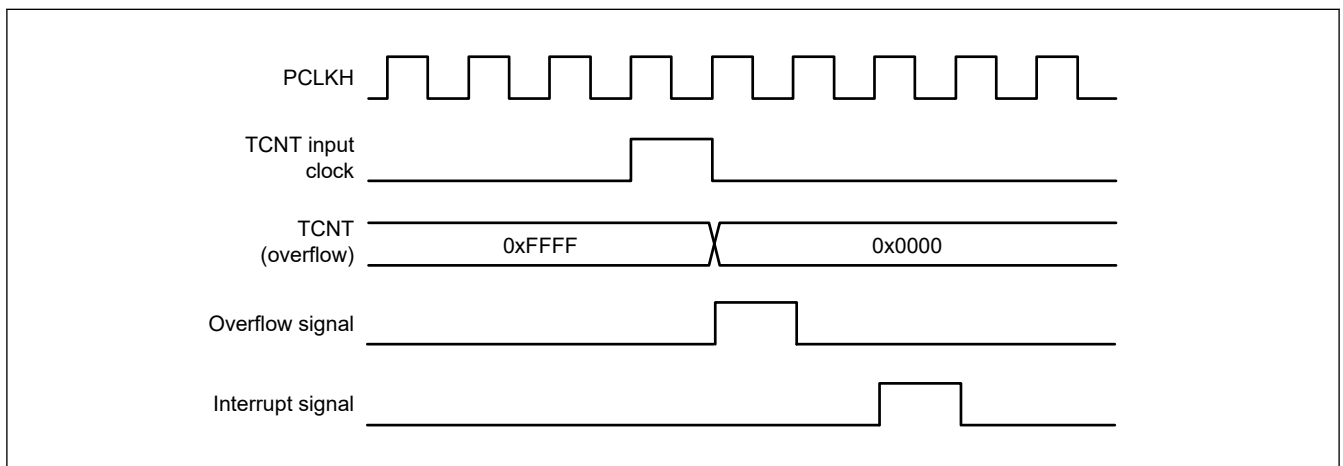 PCLKH
TCNT input
clock
TCNT
(overflow)
0xFFFF
0x0000
Overflow signal
Interrupt signal